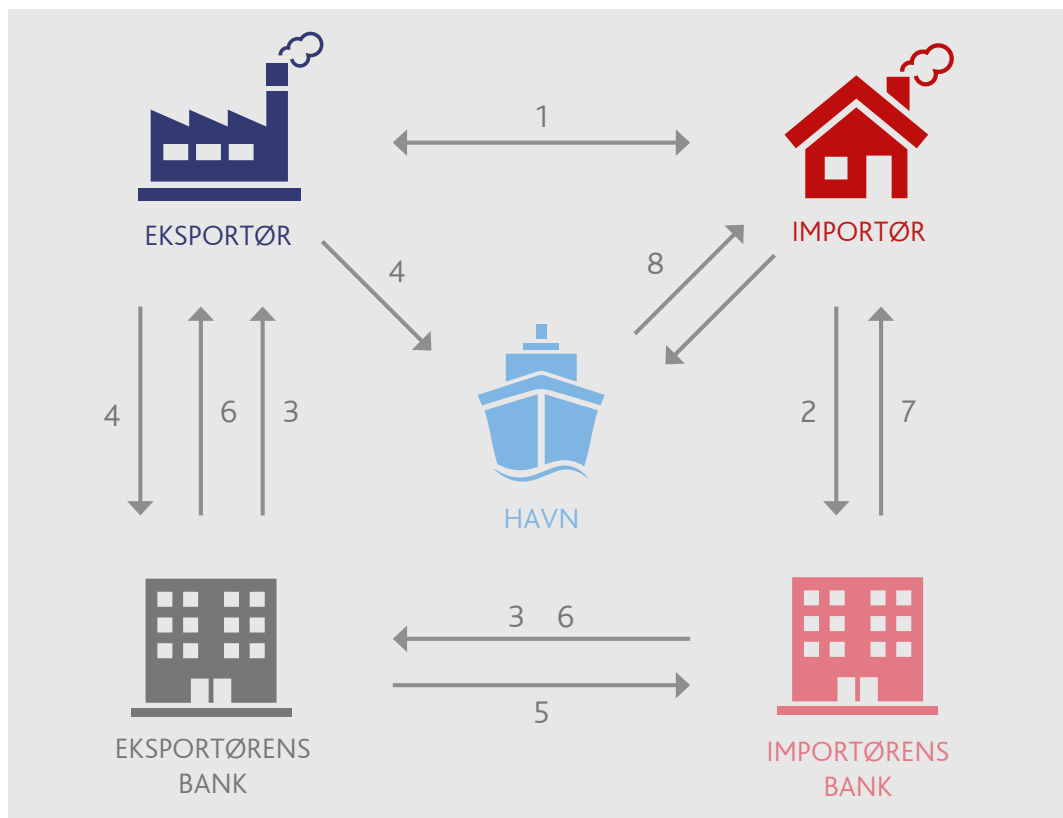 1
EKSPORTØR
IMPORTØR
4
8
4
6
3
2
7
HAVN
3 6
5
EKSPORTØRENS
BANK
IMPORTØRENS
BANK